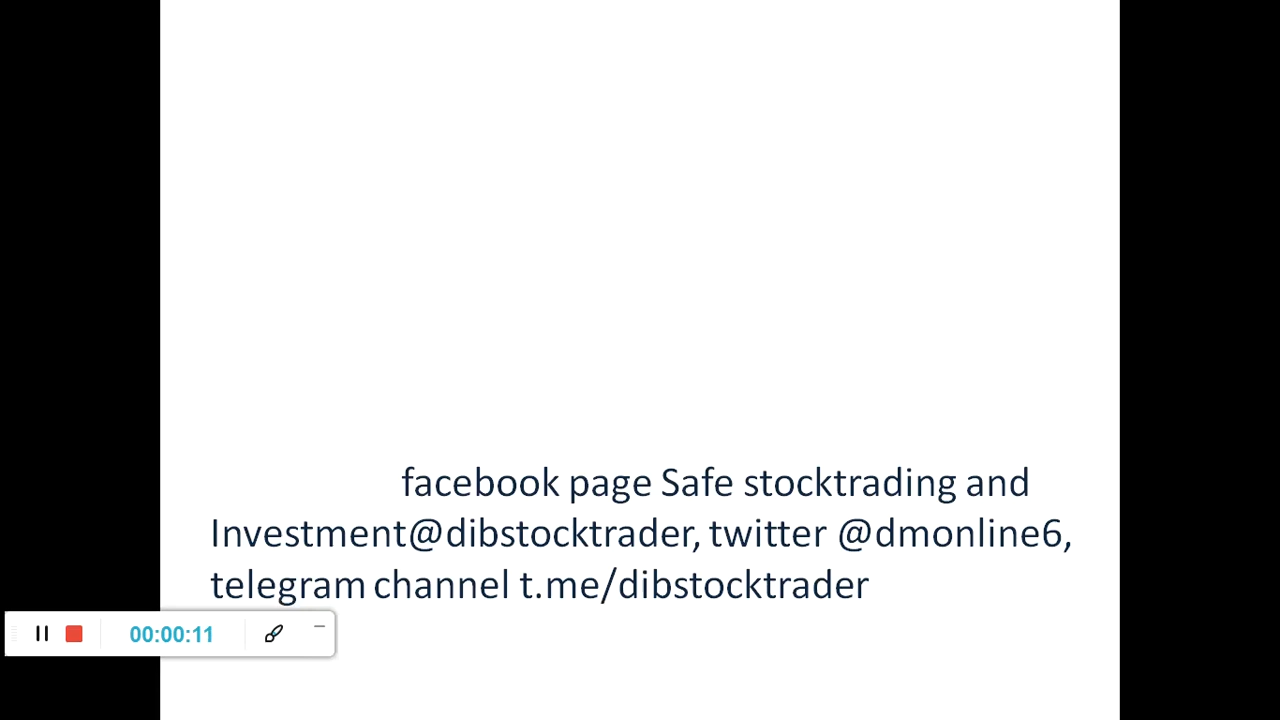 facebook page Safe stocktrading and
Investment@dibstocktrader, twitter @dmonline6,
telegram channel t.me/dibstocktrader
00:00:11